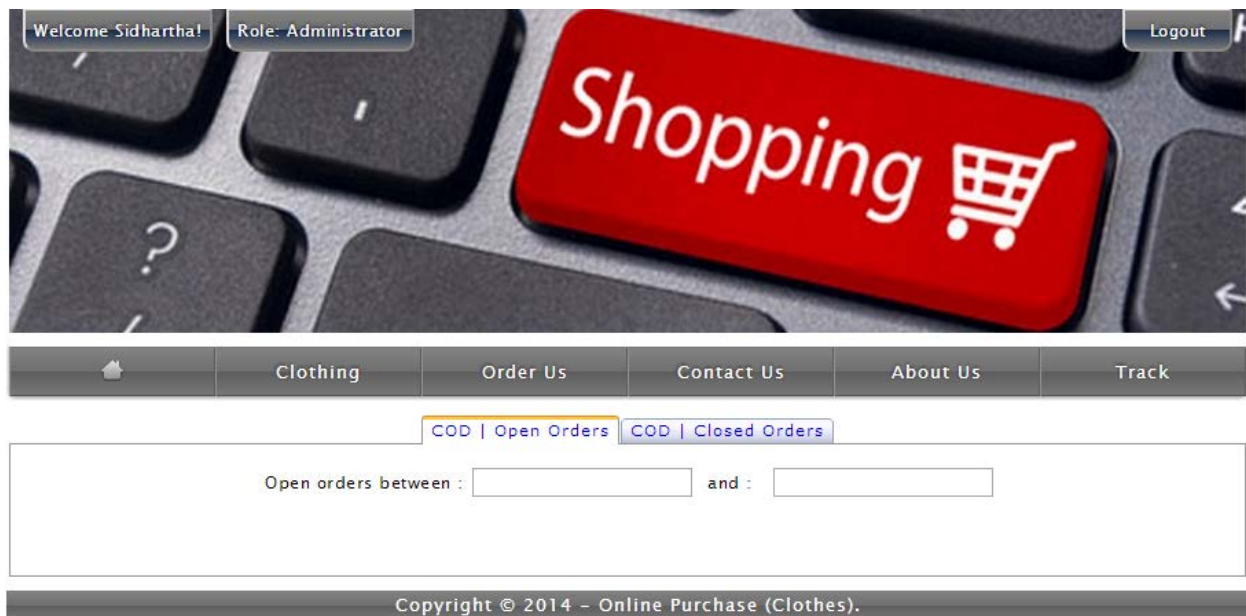 Welcome Sidhartha! Role: Administrator Logout
Shopping
?
Clothing Order Us Contact Us About Us Track
COD | Open Orders COD | Closed Orders
Open orders between : and :
Copyright © 2014 – Online Purchase (Clothes).